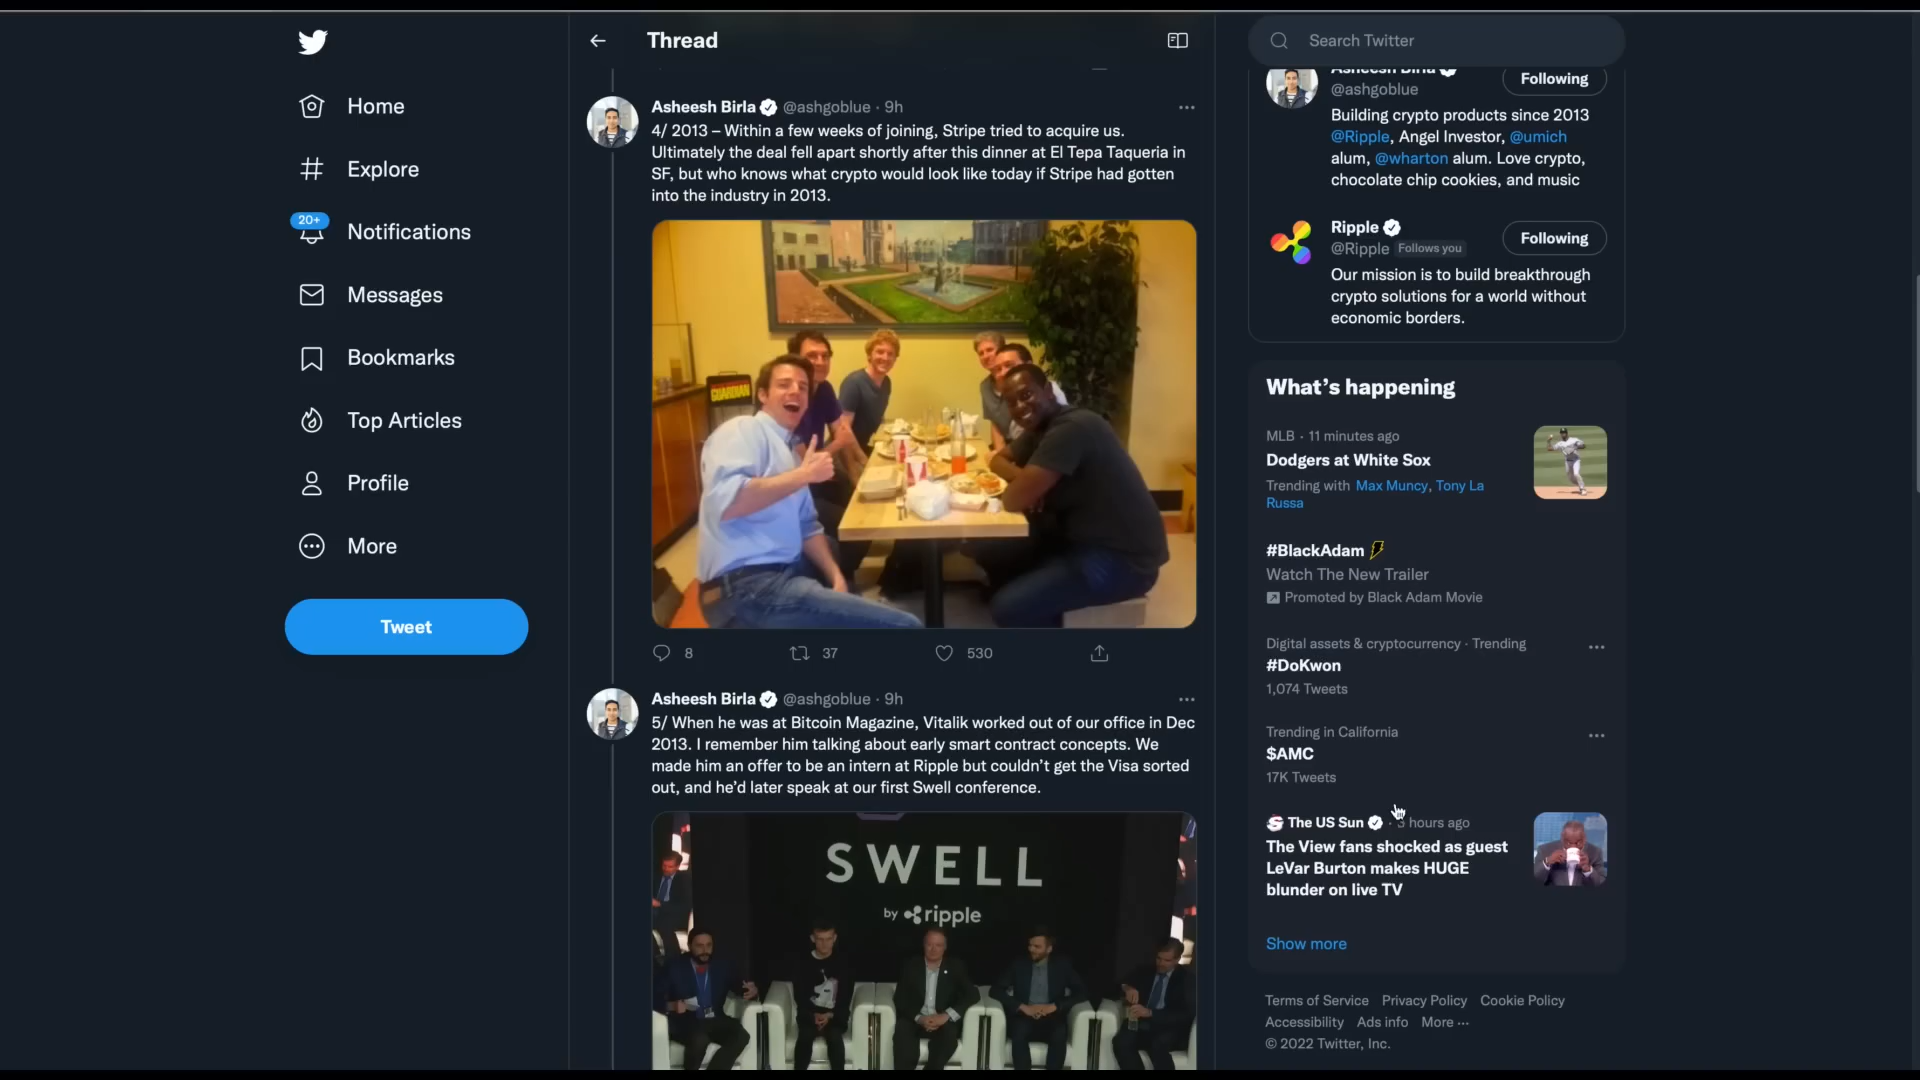 Home
Explore
20+
Notifications
Messages
Bookmarks
Top Articles
Profile
More
Tweet
Thread
Asheesh Birla @ashgoblue · 9h
4/ 2013 – Within a few weeks of joining, Stripe tried to acquire us.
Ultimately the deal fell apart shortly after this dinner at El Tepa Taqueria in
SF, but who knows what crypto would look like today if Stripe had gotten
into the industry in 2013.
GUARDIAN
8
37
530
Asheesh Birla @ashgoblue · 9h
5/ When he was at Bitcoin Magazine, Vitalik worked out of our office in Dec
2013. I remember him talking about early smart contract concepts. We
made him an offer to be an intern at Ripple but couldn’t get the Visa sorted
out, and he’d later speak at our first Swell conference.
SWELL
by ripple
Search Twitter
Asheesh Birla
Following
@ashgoblue
Building crypto products since 2013
@Ripple, Angel Investor, @umich
alum, @wharton alum. Love crypto,
chocolate chip cookies, and music
Ripple
Following
@Ripple Follows you
Our mission is to build breakthrough
crypto solutions for a world without
economic borders.
What’s happening
MLB · 11 minutes ago
Dodgers at White Sox
Trending with Max Muncy, Tony La
Russa
#BlackAdam
Watch The New Trailer
Promoted by Black Adam Movie
Digital assets & cryptocurrency · Trending
#DoKwon
1,074 Tweets
Trending in California
$AMC
17K Tweets
The US Sun · hours ago
The View fans shocked as guest
LeVar Burton makes HUGE
blunder on live TV
Show more
Terms of Service Privacy Policy Cookie Policy
Accessibility Ads info More ···
© 2022 Twitter, Inc.